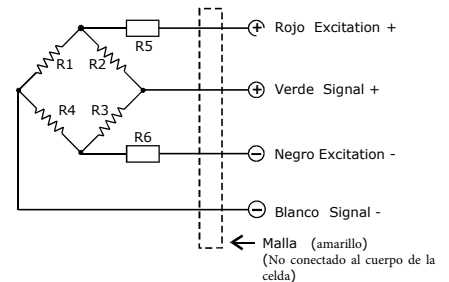 Rojo Excitation +
R5
R1
R2
Verde Signal +
R4
R3
R6
Negro Excitation -
Blanco Signal -
Malla (amarillo)
(No conectado al cuerpo de la
celda)